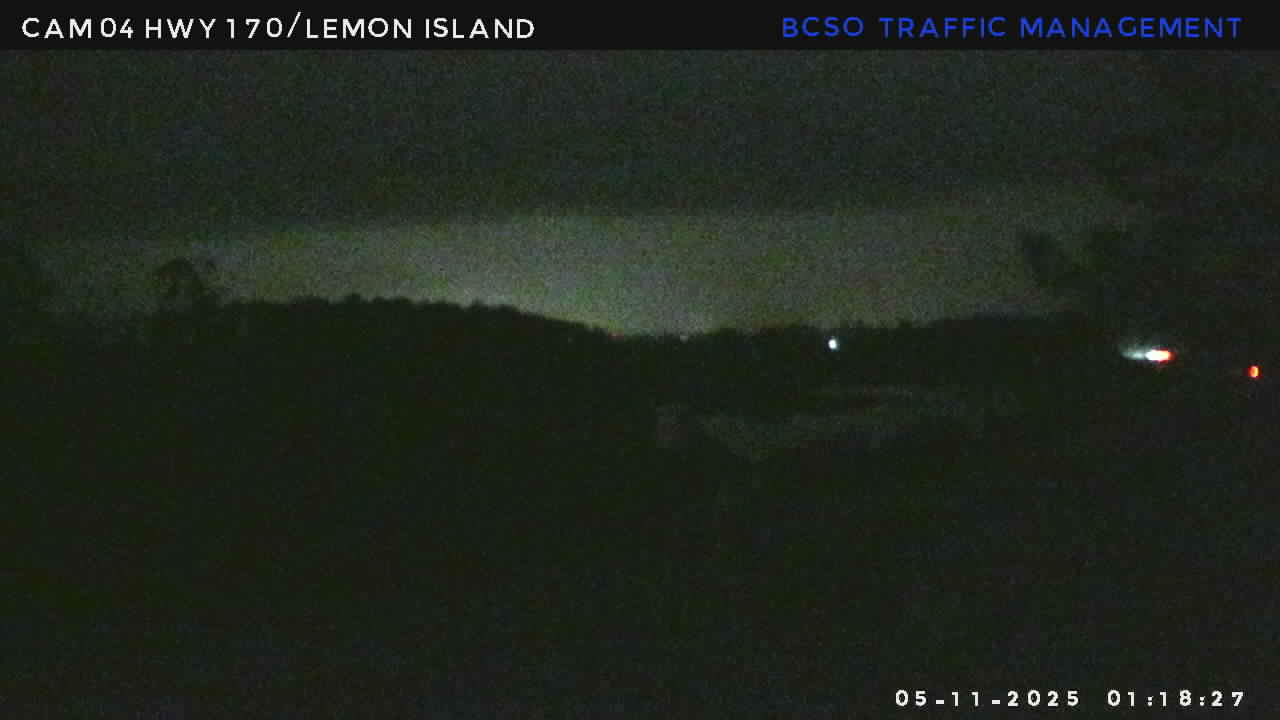 CAM04 HWY 170/LEMON ISLAND
BCSO TRAFFIC MANAGEMENT
05-11-2025 01:18:27